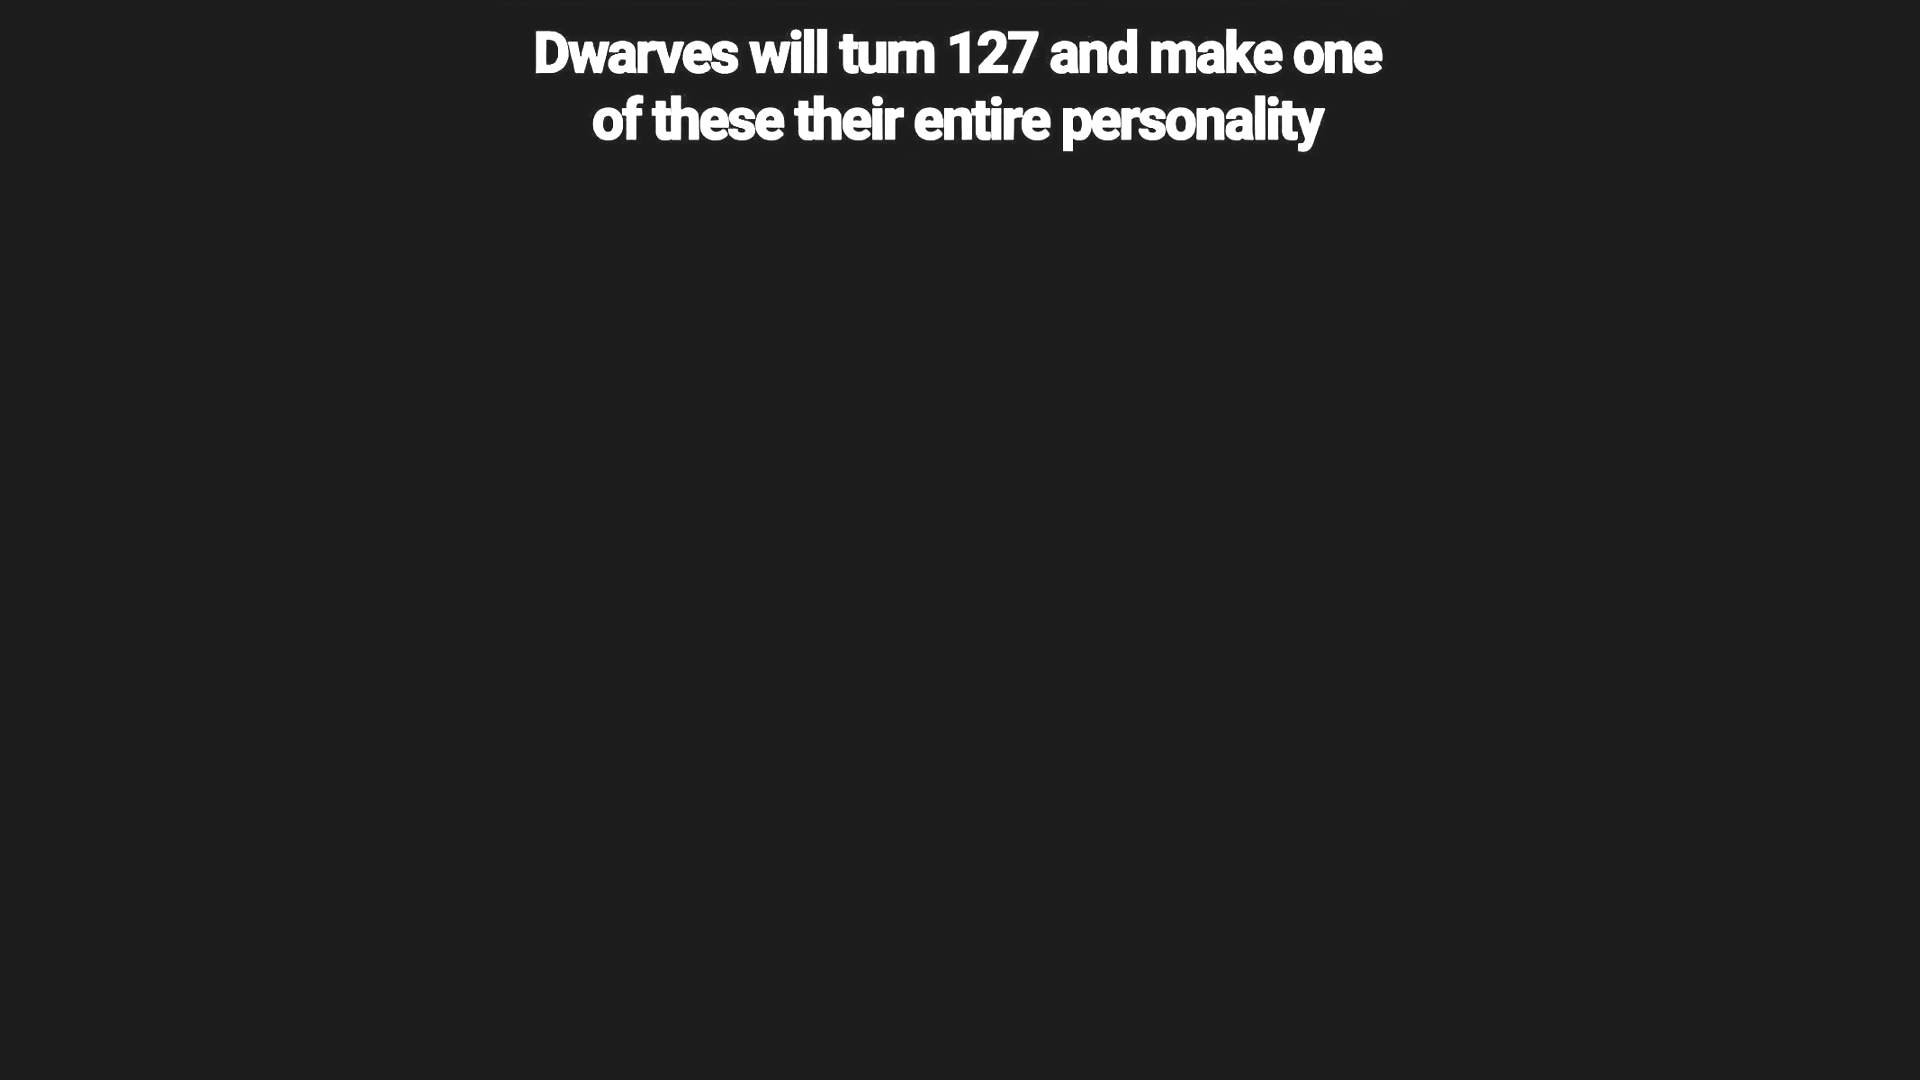 Dwarves will turn 127 and make one
of these their entire personality